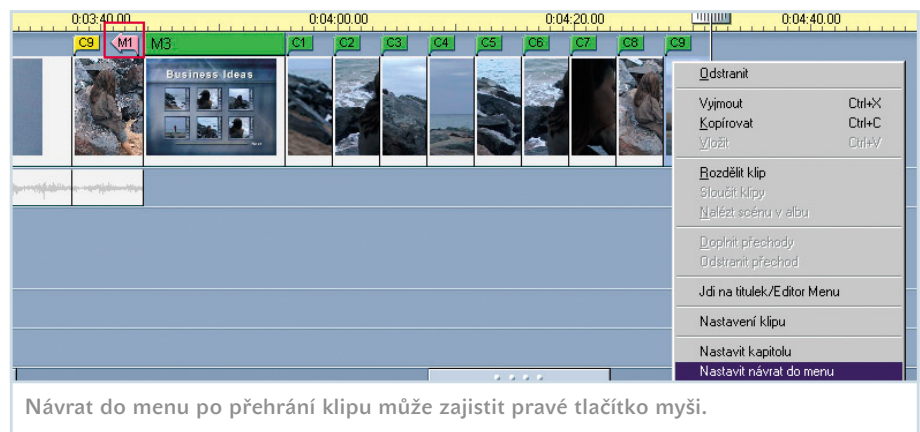 0:03:40.00 0:04:00.00 0:04:20.00 0:04:40.00
C9 M1 M3 C1 C2 C3 C4 C5 C6 C7 C8 C9
Business Ideas
Odstranit
Vyjmout Ctrl+X
Kopírovat Ctrl+C
Vložit Ctrl+V
Rozdělit klip
Sloučit klipy
Nalézt scénu v albu
Doplnit přechody
Odstranit přechod
Jdi na titulek/Editor Menu
Nastavení klipu
Nastavit kapitolu
Nastavit návrat do menu
Návrat do menu po přehrání klipu může zajistit pravé tlačítko myši.